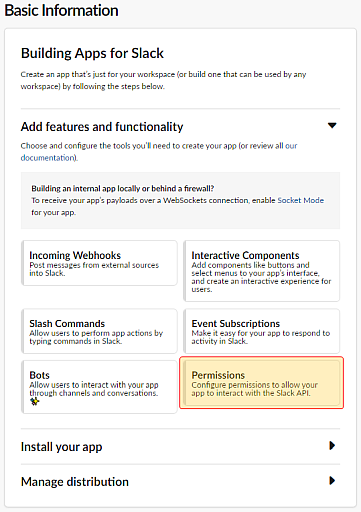 Basic Information
Building Apps for Slack
Create an app that's just for your workspace (or build one that can be used by any
workspace) by following the steps below.
Add features and functionality
Choose and configure the tools you'll need to create your app (or review all our
documentation).
Building an internal app locally or behind a firewall?
To receive your app's payloads over a WebSockets connection, enable Socket Mode
for your app.
Incoming Webhooks
Post messages from external sources
into Slack.
Interactive Components
Add components like buttons and
select menus to your app's interface,
and create an interactive experience for
users.
Slash Commands
Allow users to perform app actions by
typing commands in Slack.
Event Subscriptions
Make it easy for your app to respond to
activity in Slack.
Bots
Allow users to interact with your app
through channels and conversations.
Permissions
Configure permissions to allow your
app to interact with the Slack API.
Install your app
Manage distribution